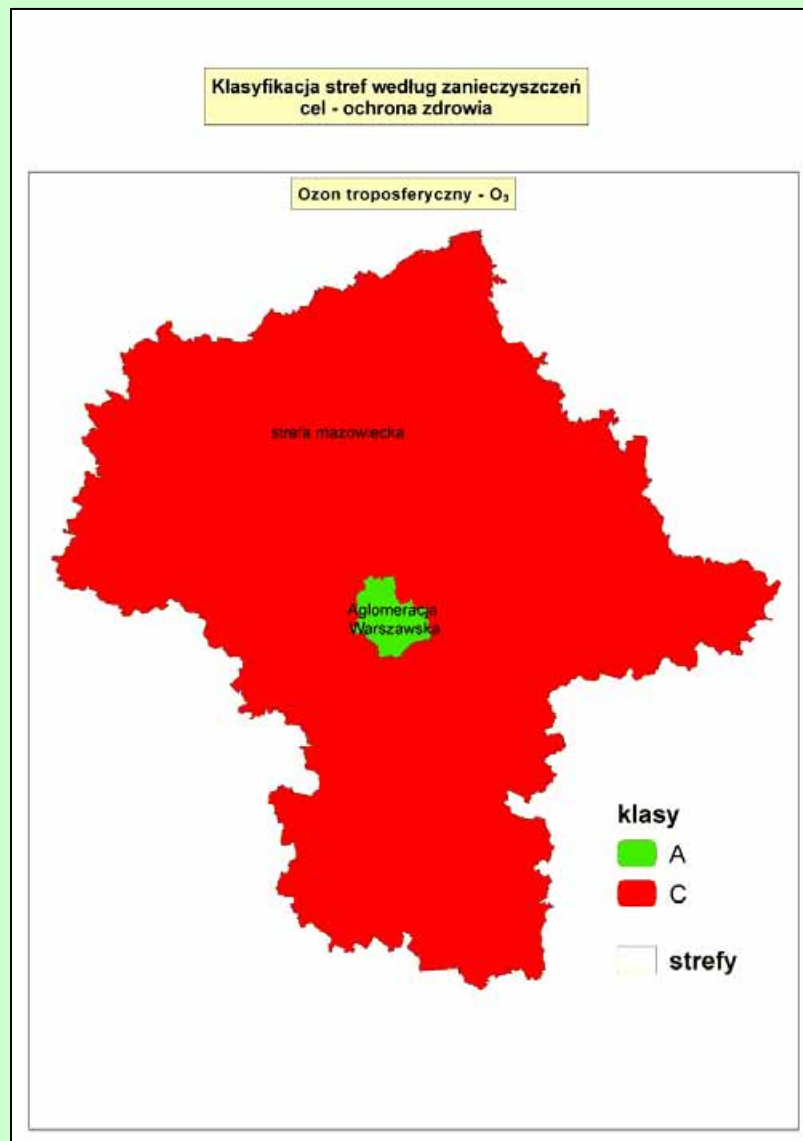 Klasyfikacja stref według zanieczyszczeń
cel - ochrona zdrowia
Ozon troposferyczny - O₃
strefa mazowiecka
Aglomeracja
Warszawska
klasy
A
C
strefy